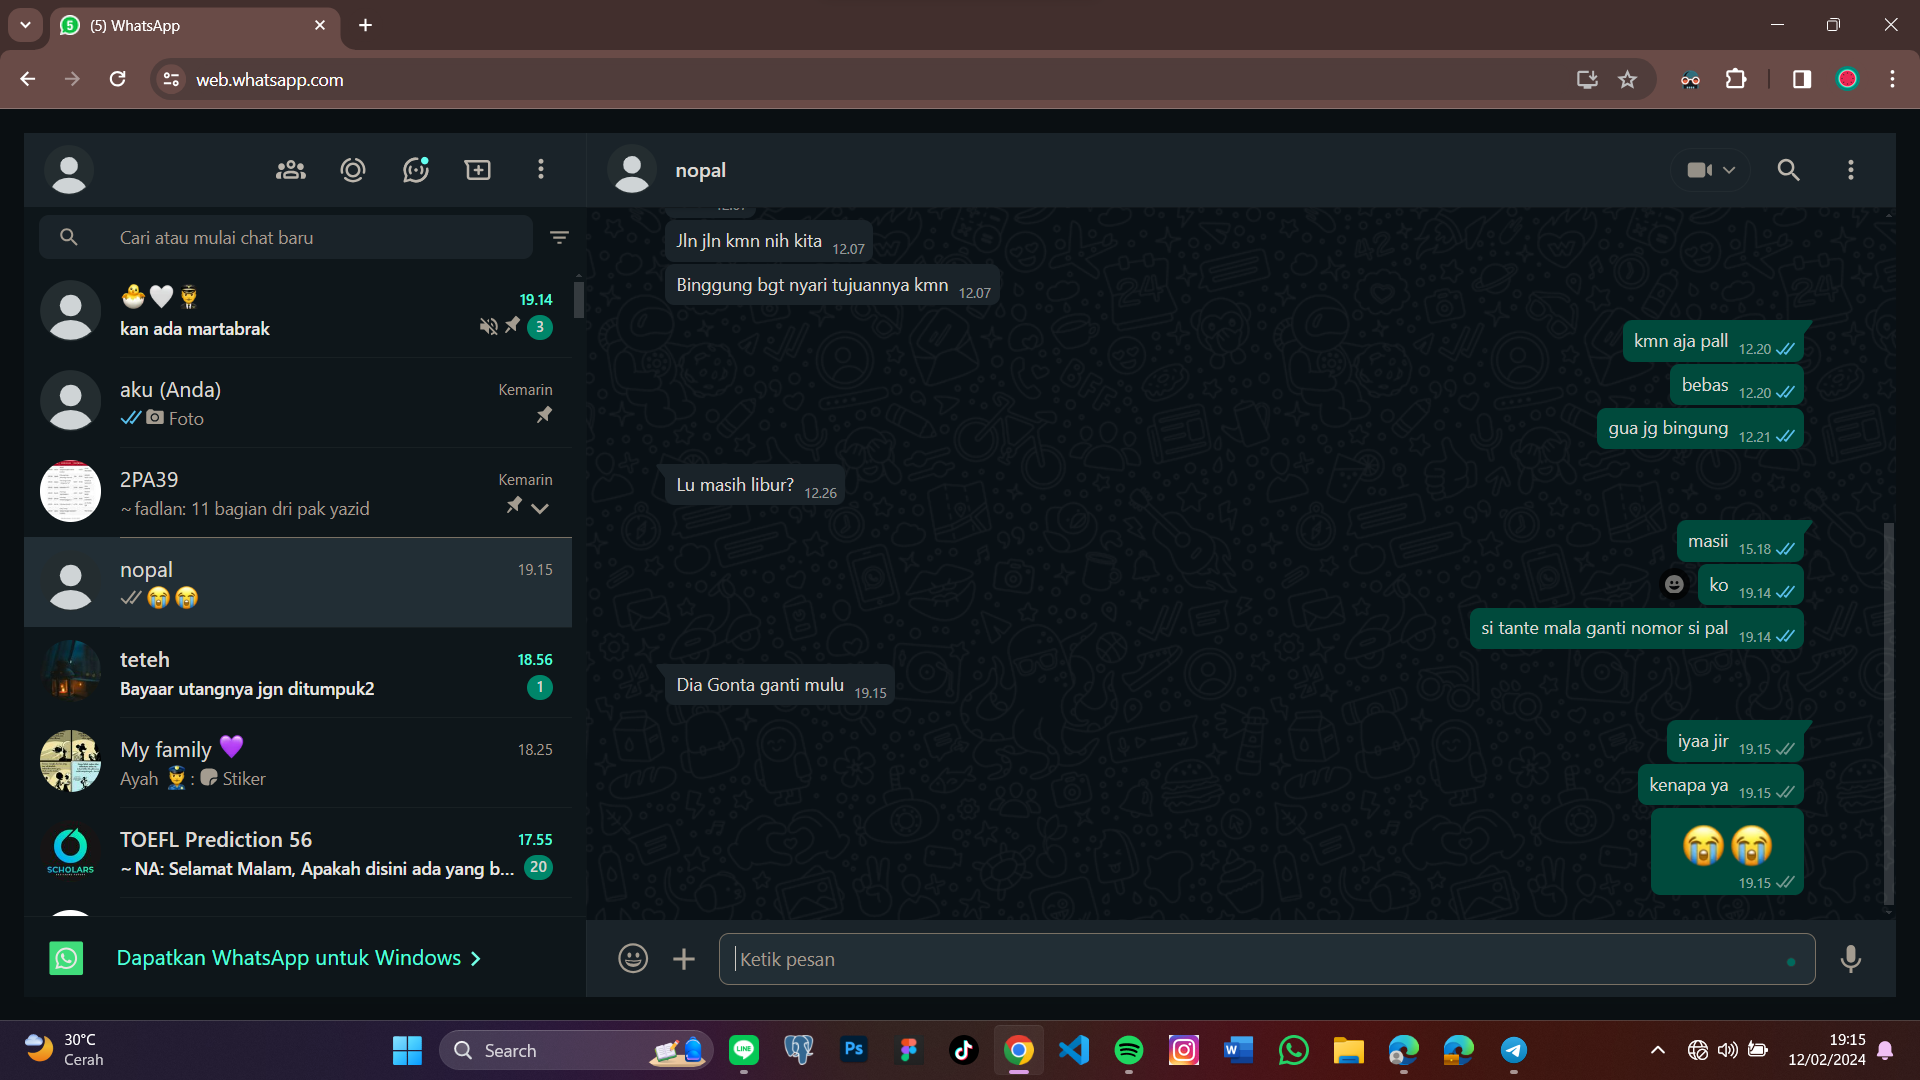 (5) WhatsApp
web.whatsapp.com
nopal
Cari atau mulai chat baru
🐣🤍👮
19.14
kan ada martabrak
3
aku (Anda)
Kemarin
Foto
2PA39
Kemarin
~ fadlan: 11 bagian dri pak yazid
nopal
19.15
😭😭
teteh
18.56
Bayaar utangnya jgn ditumpuk2
1
My family 💜
18.25
Ayah 👮: Stiker
SCHOLARS
TOEFL Prediction 56
17.55
~ NA: Selamat Malam, Apakah disini ada yang b...
20
Dapatkan WhatsApp untuk Windows
Jln jln kmn nih kita 12.07
Binggung bgt nyari tujuannya kmn 12.07
kmn aja pall 12.20
bebas 12.20
gua jg bingung 12.21
Lu masih libur? 12.26
masii 15.18
ko 19.14
si tante mala ganti nomor si pal 19.14
Dia Gonta ganti mulu 19.15
iyaa jir 19.15
kenapa ya 19.15
😭😭
19.15
Ketik pesan
30°C
Cerah
Search
LINE
Ps
W
19:15
12/02/2024